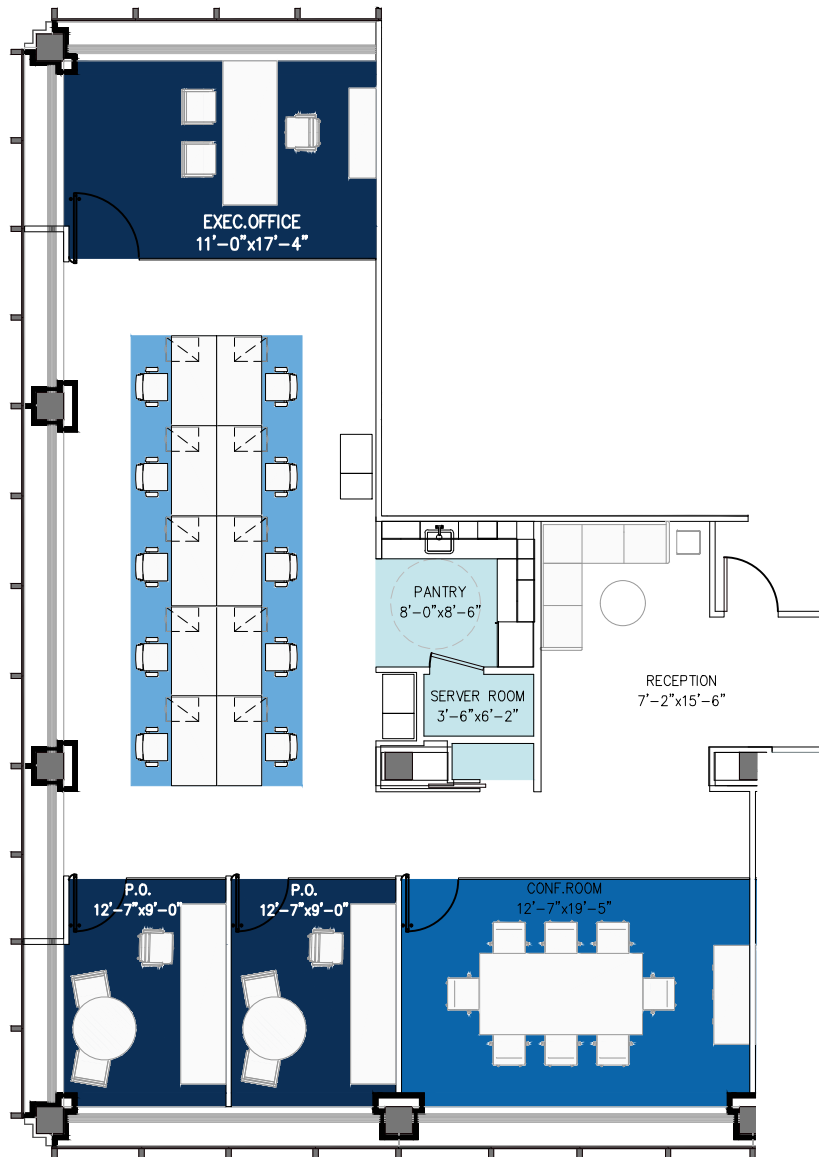 EXEC.OFFICE
11'-0"x17'-4"
PANTRY
8'-0"x8'-6"
RECEPTION
7'-2"x15'-6"
SERVER ROOM
3'-6"x6'-2"
P.O.
12'-7"x9'-0"
P.O.
12'-7"x9'-0"
CONF.ROOM
12'-7"x19'-5"